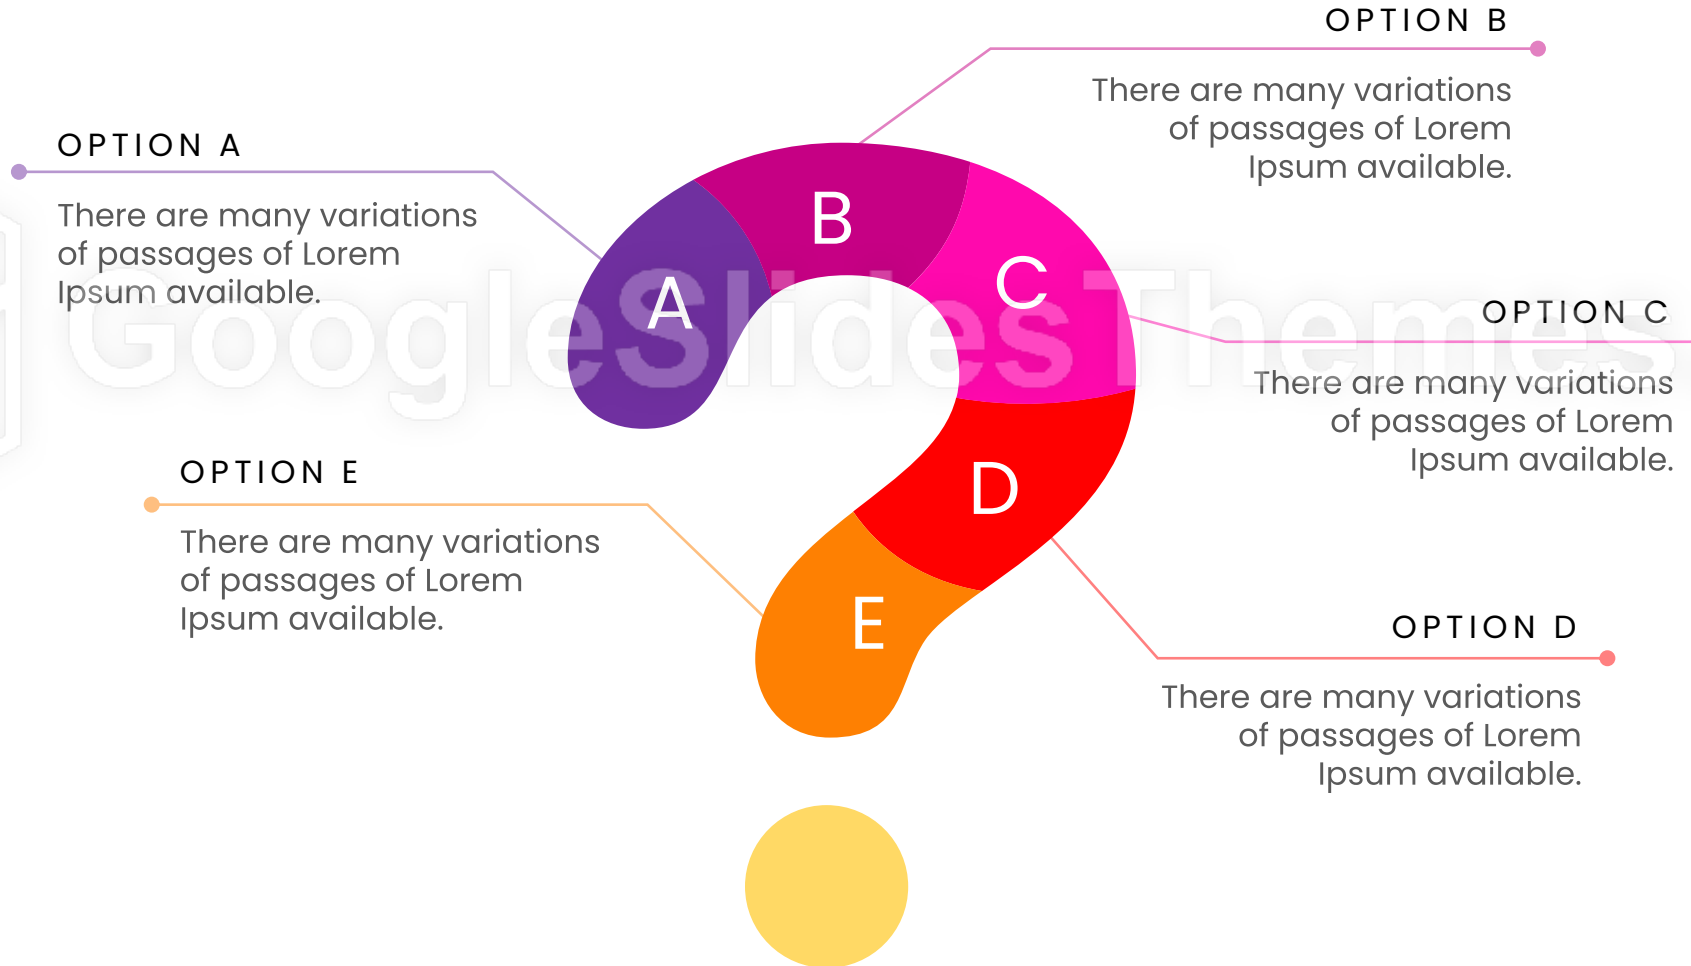 OPTION B
There are many variations
of passages of Lorem
Ipsum available.
OPTION A
There are many variations
of passages of Lorem
Ipsum available.
B
A
C
GoogleSlidesThemes
OPTION C
There are many variations
of passages of Lorem
Ipsum available.
OPTION E
There are many variations
of passages of Lorem
Ipsum available.
D
E
OPTION D
There are many variations
of passages of Lorem
Ipsum available.